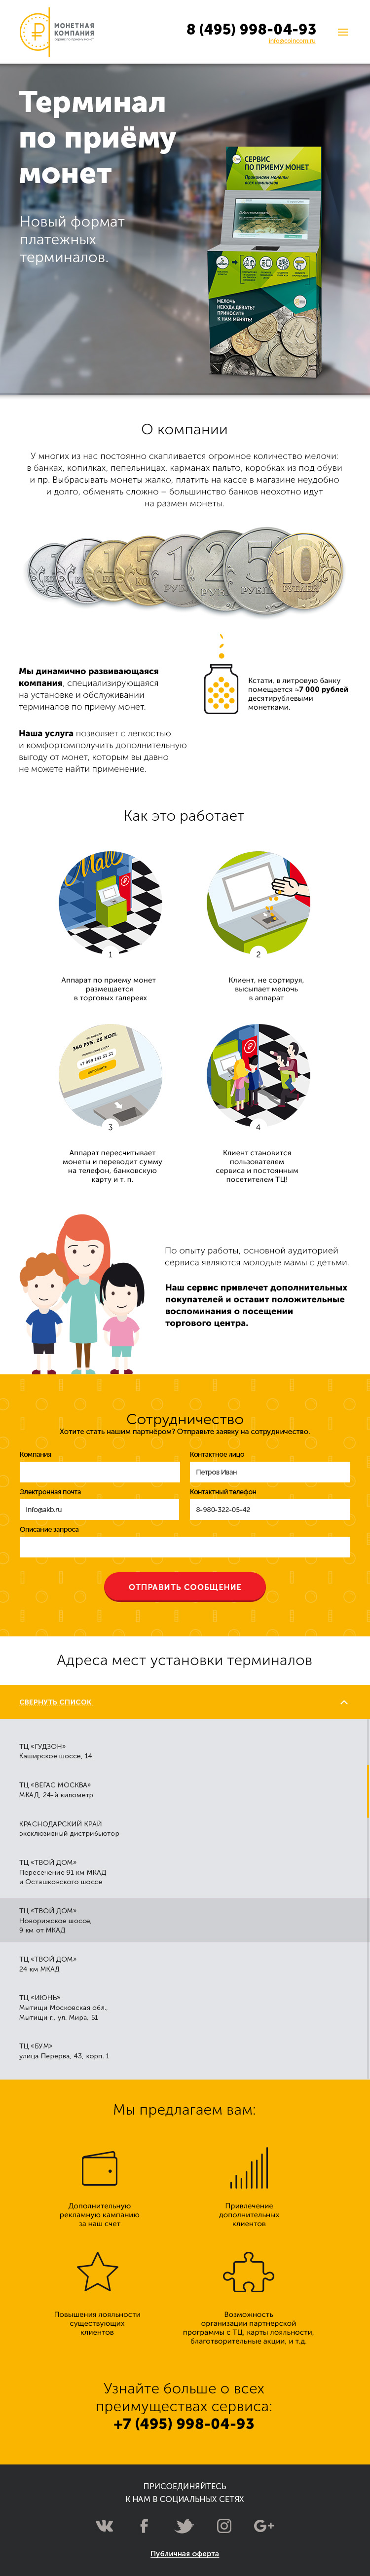 МОНЕТНАЯ
КОМПАНИЯ
сервис по приему монет
8 (495) 998-04-93
info@coincom.ru
Терминал
по приёму
монет
Новый формат
платежных
терминалов.
СЕРВИС
ПО ПРИЕМУ МОНЕТ
Принимаем монеты
всех номиналов
МЕЛОЧЬ
НЕКУДА ДЕВАТЬ?
ПРИНОСИТЕ
К НАМ МЕНЯТЬ!
О компании
У многих из нас постоянно скапливается огромное количество мелочи:
в банках, копилках, пепельницах, карманах пальто, коробках из под обуви
и пр. Выбрасывать монеты жалко, платить на кассе в магазине неудобно
и долго, обменять сложно – большинство банков неохотно идут
на размен монеты.
Мы динамично развивающаяся
компания, специализирующаяся
на установке и обслуживании
терминалов по приему монет.
Кстати, в литровую банку
помещается ≈7 000 рублей
десятирублевыми
монетками.
Наша услуга позволяет с легкостью
и комфортомполучить дополнительную
выгоду от монет, которым вы давно
не можете найти применение.
Как это работает
Mall
1
2
Аппарат по приему монет
размещается
в торговых галереях
Клиент, не сортируя,
высыпает мелочь
в аппарат
340 РУБ. 25 КОП.
+7 999 141 31 31
3
4
Аппарат пересчитывает
монеты и переводит сумму
на телефон, банковскую
карту и т. п.
Клиент становится
пользователем
сервиса и постоянным
посетителем ТЦ!
По опыту работы, основной аудиторией
сервиса являются молодые мамы с детьми.
Наш сервис привлечет дополнительных
покупателей и оставит положительные
воспоминания о посещении
торгового центра.
Сотрудничество
Хотите стать нашим партнёром? Отправьте заявку на сотрудничество.
Компания
Контактное лицо
Петров Иван
Электронная почта
Контактный телефон
info@akb.ru
8-980-322-05-42
Описание запроса
ОТПРАВИТЬ СООБЩЕНИЕ
Адреса мест установки терминалов
СВЕРНУТЬ СПИСОК
ТЦ «ГУДЗОН»
Каширское шоссе, 14
ТЦ «ВЕГАС МОСКВА»
МКАД, 24-й километр
КРАСНОДАРСКИЙ КРАЙ
эксклюзивный дистрибьютор
ТЦ «ТВОЙ ДОМ»
Пересечение 91 км МКАД
и Осташковского шоссе
ТЦ «ТВОЙ ДОМ»
Новорижское шоссе,
9 км от МКАД
ТЦ «ТВОЙ ДОМ»
24 км МКАД
ТЦ «ИЮНЬ»
Мытищи Московская обл.,
Мытищи г., ул. Мира, 51
ТЦ «БУМ»
улица Перерва, 43, корп. 1
Мы предлагаем вам:
Дополнительную
рекламную кампанию
за наш счет
Привлечение
дополнительных
клиентов
Повышения лояльности
существующих
клиентов
Возможность
организации партнерской
программы с ТЦ, карты лояльности,
благотворительные акции, и т.д.
Узнайте больше о всех
преимуществах сервиса:
+7 (495) 998-04-93
ПРИСОЕДИНЯЙТЕСЬ
К НАМ В СОЦИАЛЬНЫХ СЕТЯХ
Публичная оферта